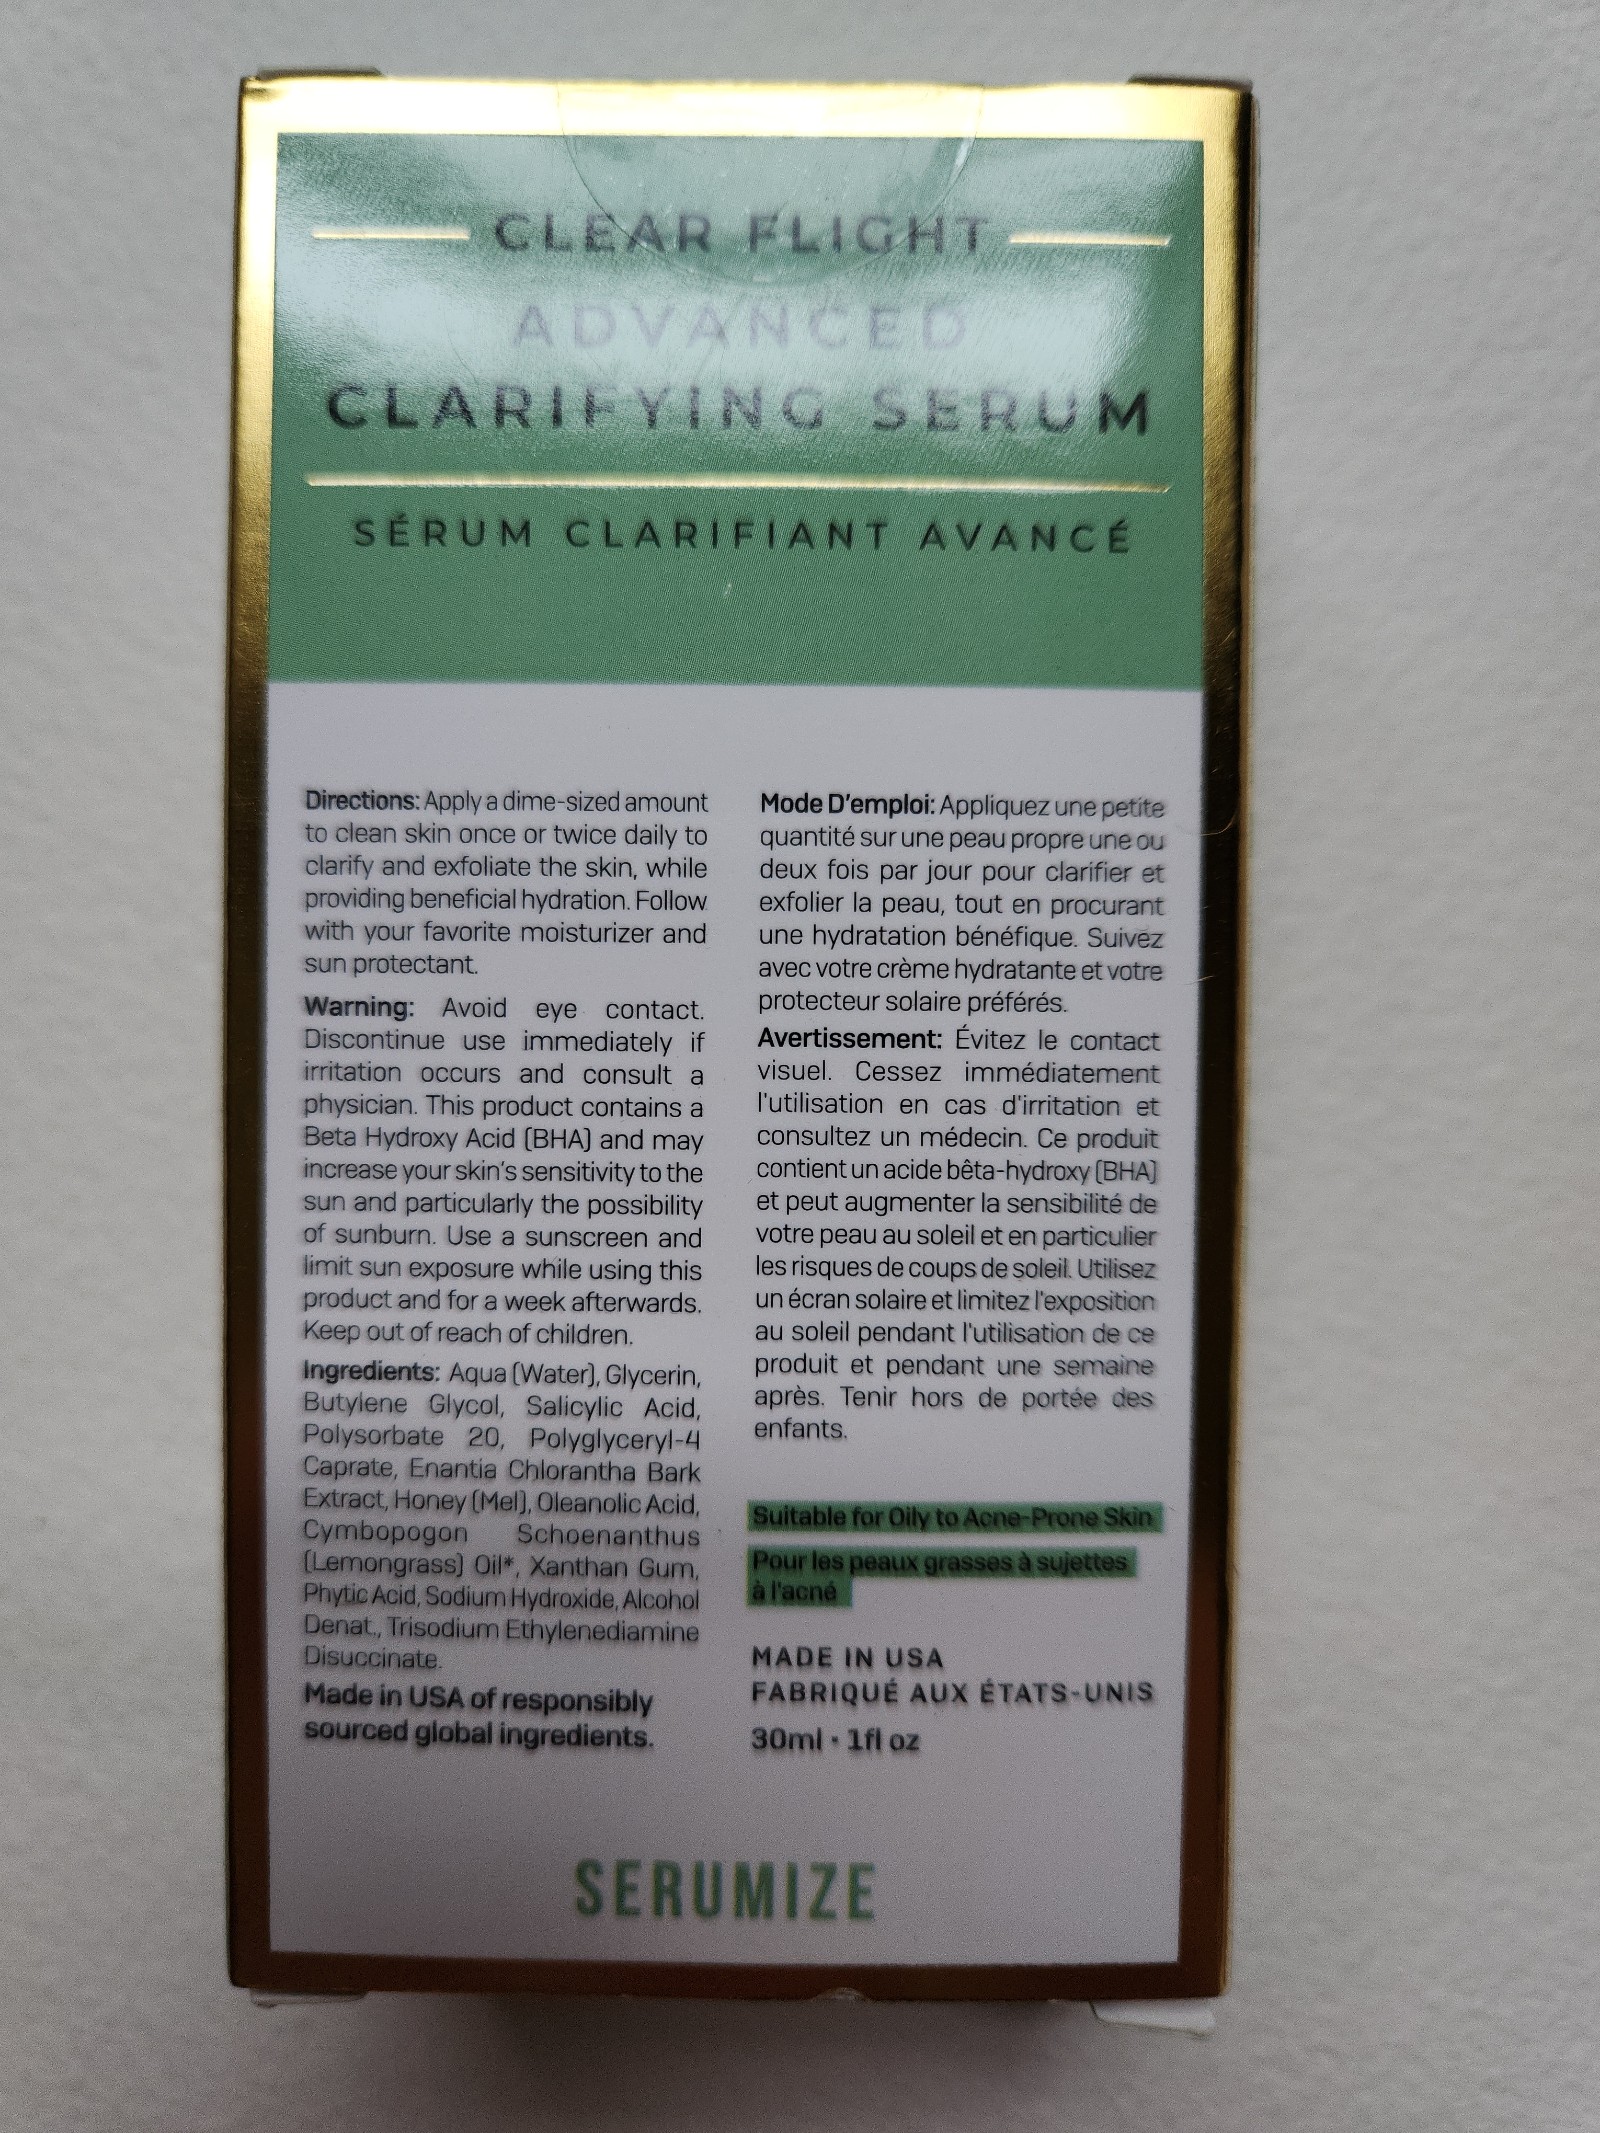 CLEAR FLIGHT
ADVANCED
CLARIFYING SERUM
SÉRUM CLARIFIANT AVANCÉ
Directions: Apply a dime-sized amount
to clean skin once or twice daily to
clarify and exfoliate the skin, while
providing beneficial hydration. Follow
with your favorite moisturizer and
sun protectant.
Warning: Avoid eye contact.
Discontinue use immediately if
irritation occurs and consult a
physician. This product contains a
Beta Hydroxy Acid (BHA) and may
increase your skin's sensitivity to the
sun and particularly the possibility
of sunburn. Use a sunscreen and
limit sun exposure while using this
product and for a week afterwards.
Keep out of reach of children.
Ingredients: Aqua (Water), Glycerin,
Butylene Glycol, Salicylic Acid,
Polysorbate 20, Polyglyceryl-4
Caprate, Enantia Chlorantha Bark
Extract, Honey (Mel), Oleanolic Acid,
Cymbopogon Schoenanthus
(Lemongrass) Oil*, Xanthan Gum,
Phytic Acid, Sodium Hydroxide, Alcohol
Denat., Trisodium Ethylenediamine
Disuccinate.
Made in USA of responsibly
sourced global ingredients.
Mode D'emploi: Appliquez une petite
quantité sur une peau propre une ou
deux fois par jour pour clarifier et
exfolier la peau, tout en procurant
une hydratation bénéfique. Suivez
avec votre crème hydratante et votre
protecteur solaire préférés.
Avertissement: Évitez le contact
visuel. Cessez immédiatement
l'utilisation en cas d'irritation et
consultez un médecin. Ce produit
contient un acide bêta-hydroxy (BHA)
et peut augmenter la sensibilité de
votre peau au soleil et en particulier
les risques de coups de soleil. Utilisez
un écran solaire et limitez l'exposition
au soleil pendant l'utilisation de ce
produit et pendant une semaine
après. Tenir hors de portée des
enfants.
Suitable for Oily to Acne-Prone Skin
Pour les peaux grasses à sujettes
à l'acné
MADE IN USA
FABRIQUÉ AUX ÉTATS-UNIS
30ml · 1fl oz
SERUMIZE